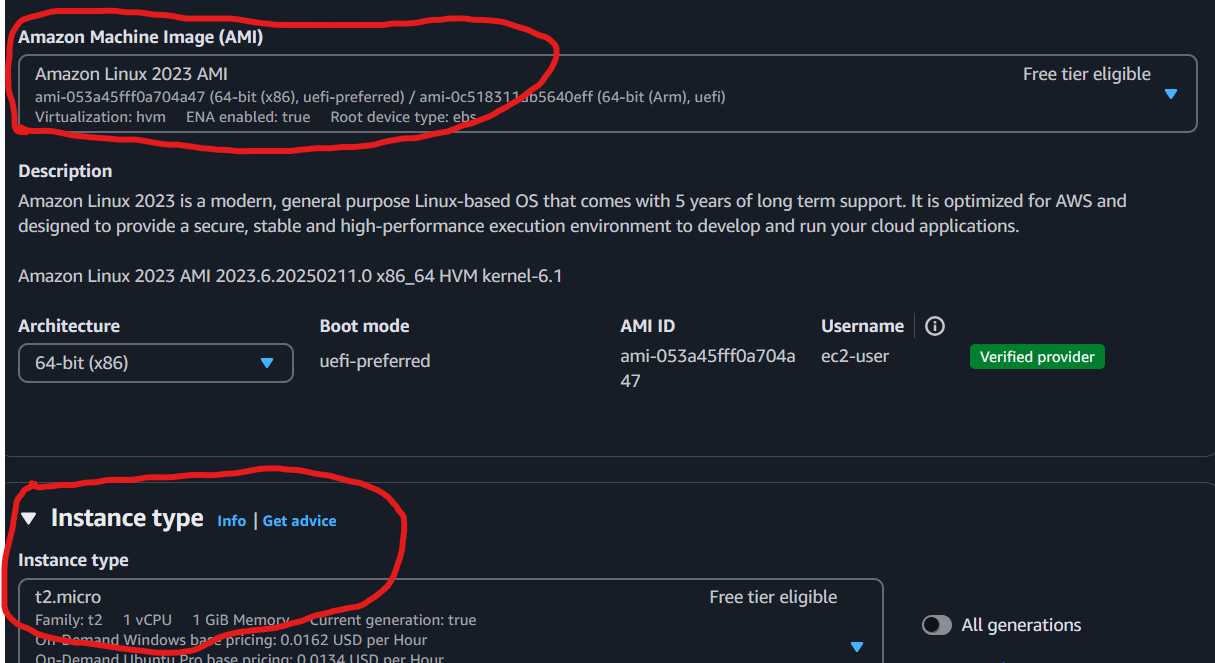 Amazon Machine Image (AMI)
Amazon Linux 2023 AMI
Free tier eligible
ami-053a45fff0a704a47 (64-bit (x86), uefi-preferred) / ami-0c518311db5640eff (64-bit (Arm), uefi)
Virtualization: hvm ENA enabled: true Root device type: ebs
Description
Amazon Linux 2023 is a modern, general purpose Linux-based OS that comes with 5 years of long term support. It is optimized for AWS and
designed to provide a secure, stable and high-performance execution environment to develop and run your cloud applications.
Amazon Linux 2023 AMI 2023.6.20250211.0 x86_64 HVM kernel-6.1
Architecture Boot mode AMI ID Username
64-bit (x86) uefi-preferred ami-053a45fff0a704a ec2-user Verified provider
47
Instance type Info | Get advice
Instance type
t2.micro Free tier eligible
Family: t2 1 vCPU 1 GiB Memory Current generation: true
All generations
On-Demand Windows base pricing: 0.0162 USD per Hour
On-Demand Ubuntu Pro base pricing: 0.0134 USD per Hour